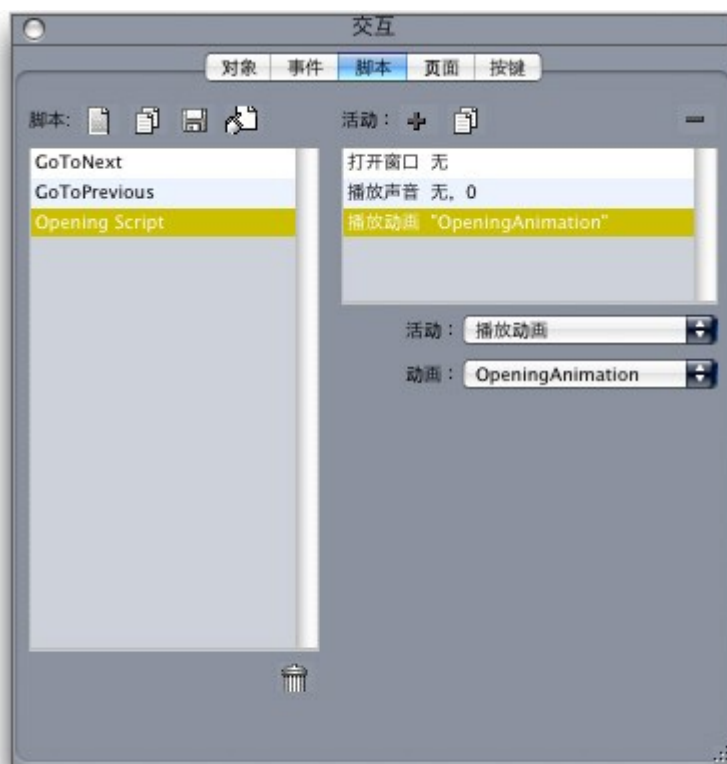 交互
对象 事件 脚本 页面 按键
脚本:
GoToNext
GoToPrevious
Opening Script
活动：
打开窗口 无
播放声音 无, 0
播放动画 "OpeningAnimation"
活动： 播放动画
动画： OpeningAnimation